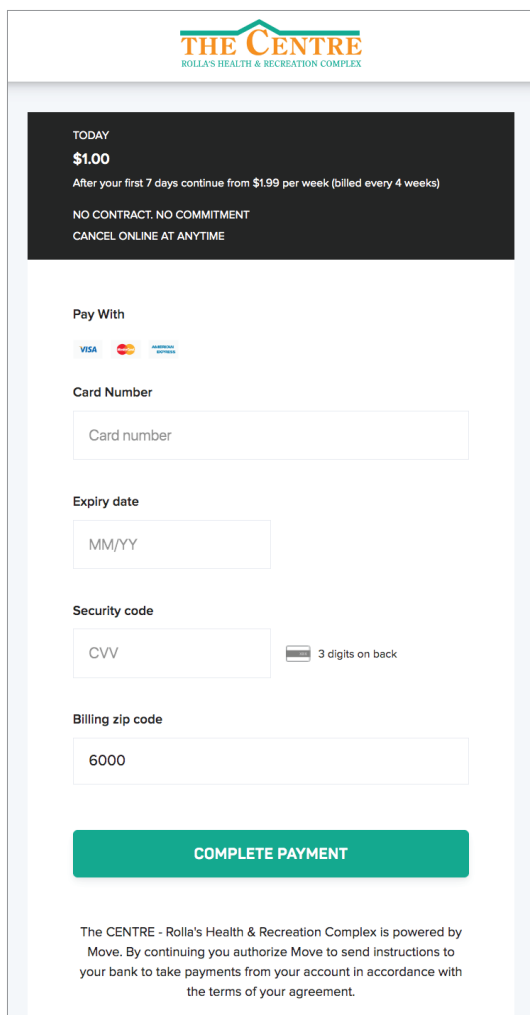 THE CENTRE
ROLLA'S HEALTH & RECREATION COMPLEX
TODAY
$1.00
After your first 7 days continue from $1.99 per week (billed every 4 weeks)
NO CONTRACT. NO COMMITMENT
CANCEL ONLINE AT ANYTIME
Pay With
VISA
MasterCard
AMERICAN
EXPRESS
Card Number
Card number
Expiry date
MM/YY
Security code
CVV
3 digits on back
Billing zip code
6000
COMPLETE PAYMENT
The CENTRE - Rolla's Health & Recreation Complex is powered by
Move. By continuing you authorize Move to send instructions to
your bank to take payments from your account in accordance with
the terms of your agreement.